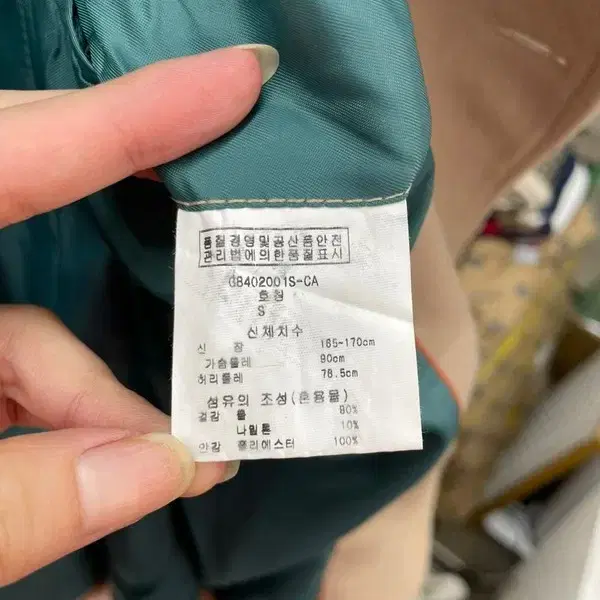 품질경영및공산품안전
관리법에의한품질표시
GB402001S-CA
호칭
S
신체치수
신 장 165-170cm
가슴둘레 90cm
허리둘레 76.5cm
섬유의 조성(혼용률)
겉감 울 80%
나일론 10%
안감 폴리에스터 100%